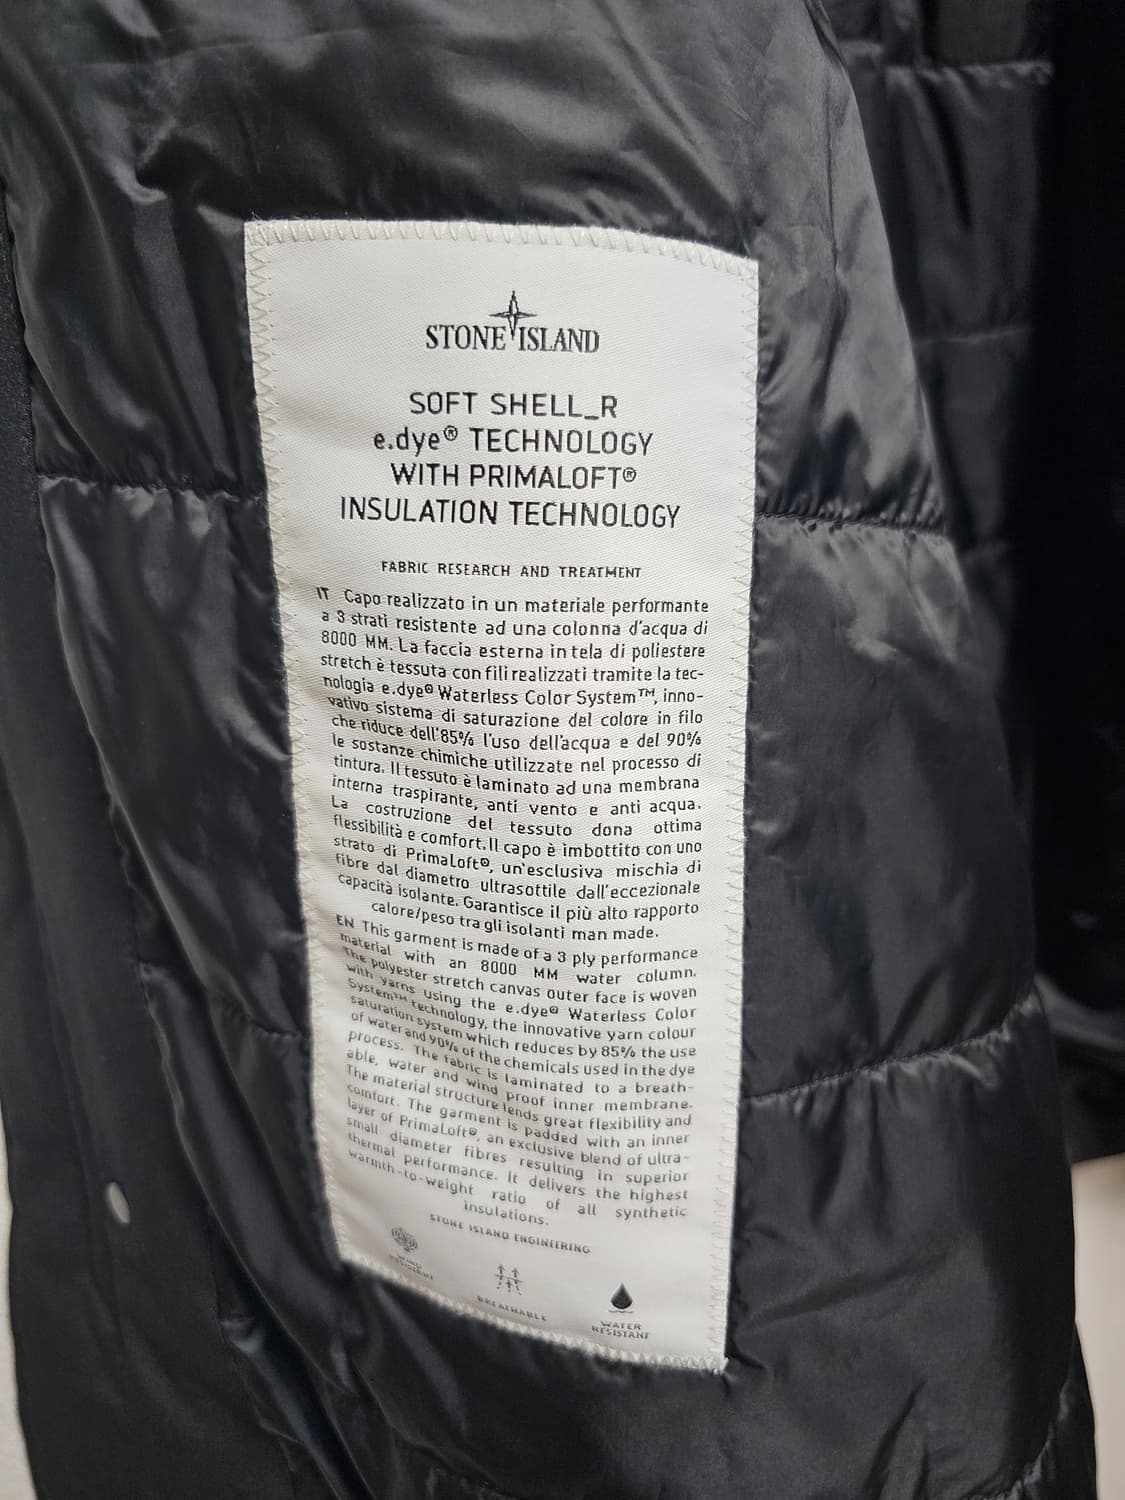 STONE ISLAND
SOFT SHELL_R
e.dye® TECHNOLOGY
WITH PRIMALOFT®
INSULATION TECHNOLOGY
FABRIC RESEARCH AND TREATMENT
IT Capo realizzato in un materiale performante
a 3 strati resistente ad una colonna d'acqua di
8000 MM. La faccia esterna in tela di poliestere
stretch è tessuta con fili realizzati tramite la tec-
nologia e.dye® Waterless Color System™, inno-
vativo sistema di saturazione del colore in filo
che riduce dell'85% l'uso dell'acqua e del 90%
le sostanze chimiche utilizzate nel processo di
tintura. Il tessuto è laminato ad una membrana
interna traspirante, anti vento e anti acqua.
La costruzione del tessuto dona ottima
flessibilità e comfort. Il capo è imbottito con uno
strato di PrimaLoft®, un'esclusiva mischia di
fibre dal diametro ultrasottile dall'eccezionale
capacità isolante. Garantisce il più alto rapporto
calore/peso tra gli isolanti man made.
EN This garment is made of a 3 ply performance
material with an 8000 MM water column.
The polyester stretch canvas outer face is woven
with yarns using the e.dye® Waterless Color
System™ technology, the innovative yarn colour
saturation system which reduces by 85% the use
of water and 90% of the chemicals used in the dye
process. The fabric is laminated to a breath-
able, water and wind proof inner membrane.
The material structure lends great flexibility and
comfort. The garment is padded with an inner
layer of PrimaLoft®, an exclusive blend of ultra-
small diameter fibres resulting in superior
thermal performance. It delivers the highest
warmth-to-weight ratio of all synthetic
insulations.
STONE ISLAND ENGINEERING
WIND
RESISTANT
BREATHABLE
WATER
RESISTANT